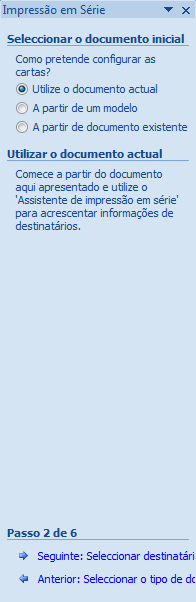 Impressão em Série
Seleccionar o documento inicial
Como pretende configurar as
cartas?
Utilize o documento actual
A partir de um modelo
A partir de documento existente
Utilizar o documento actual
Comece a partir do documento
aqui apresentado e utilize o
'Assistente de impressão em série'
para acrescentar informações de
destinatários.
Passo 2 de 6
Seguinte: Seleccionar destinatári
Anterior: Seleccionar o tipo de do